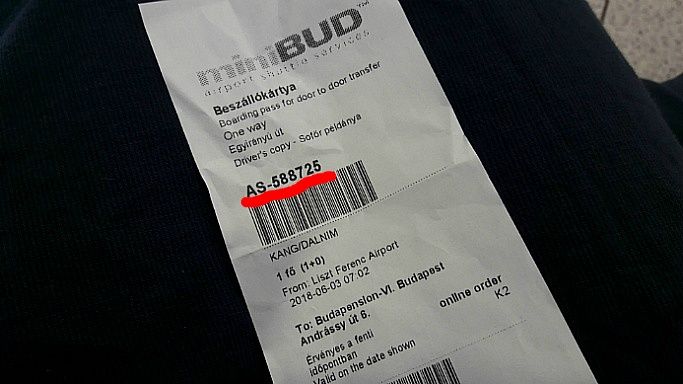 miniBUD™
airport shuttle services
Beszállókártya
Boarding pass for door to door transfer
One way
Egyirányú út
Driver's copy - Sofőr példánya
AS-588725
KANG/DALNIM
1 fő (1+0)
From: Liszt Ferenc Airport
2018-06-03 07:02
To: Budapension-VI. Budapest
Andrássy út 6.
online order
K2
Érvényes a fenti
időpontban
Valid on the date shown